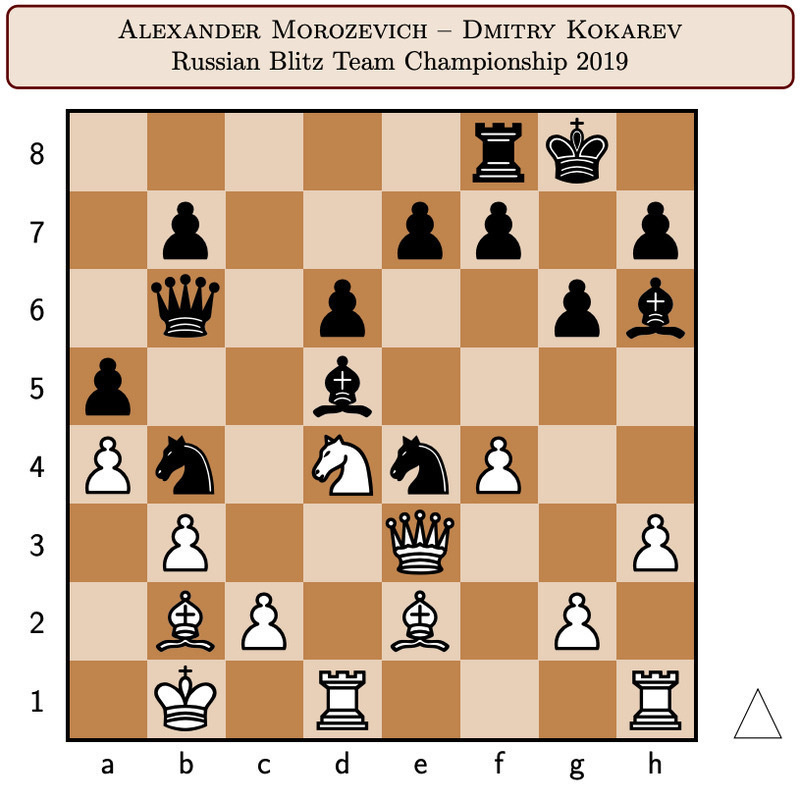 Alexander Morozevich – Dmitry Kokarev
Russian Blitz Team Championship 2019
8
7
6
5
4
3
2
1
a b c d e f g h